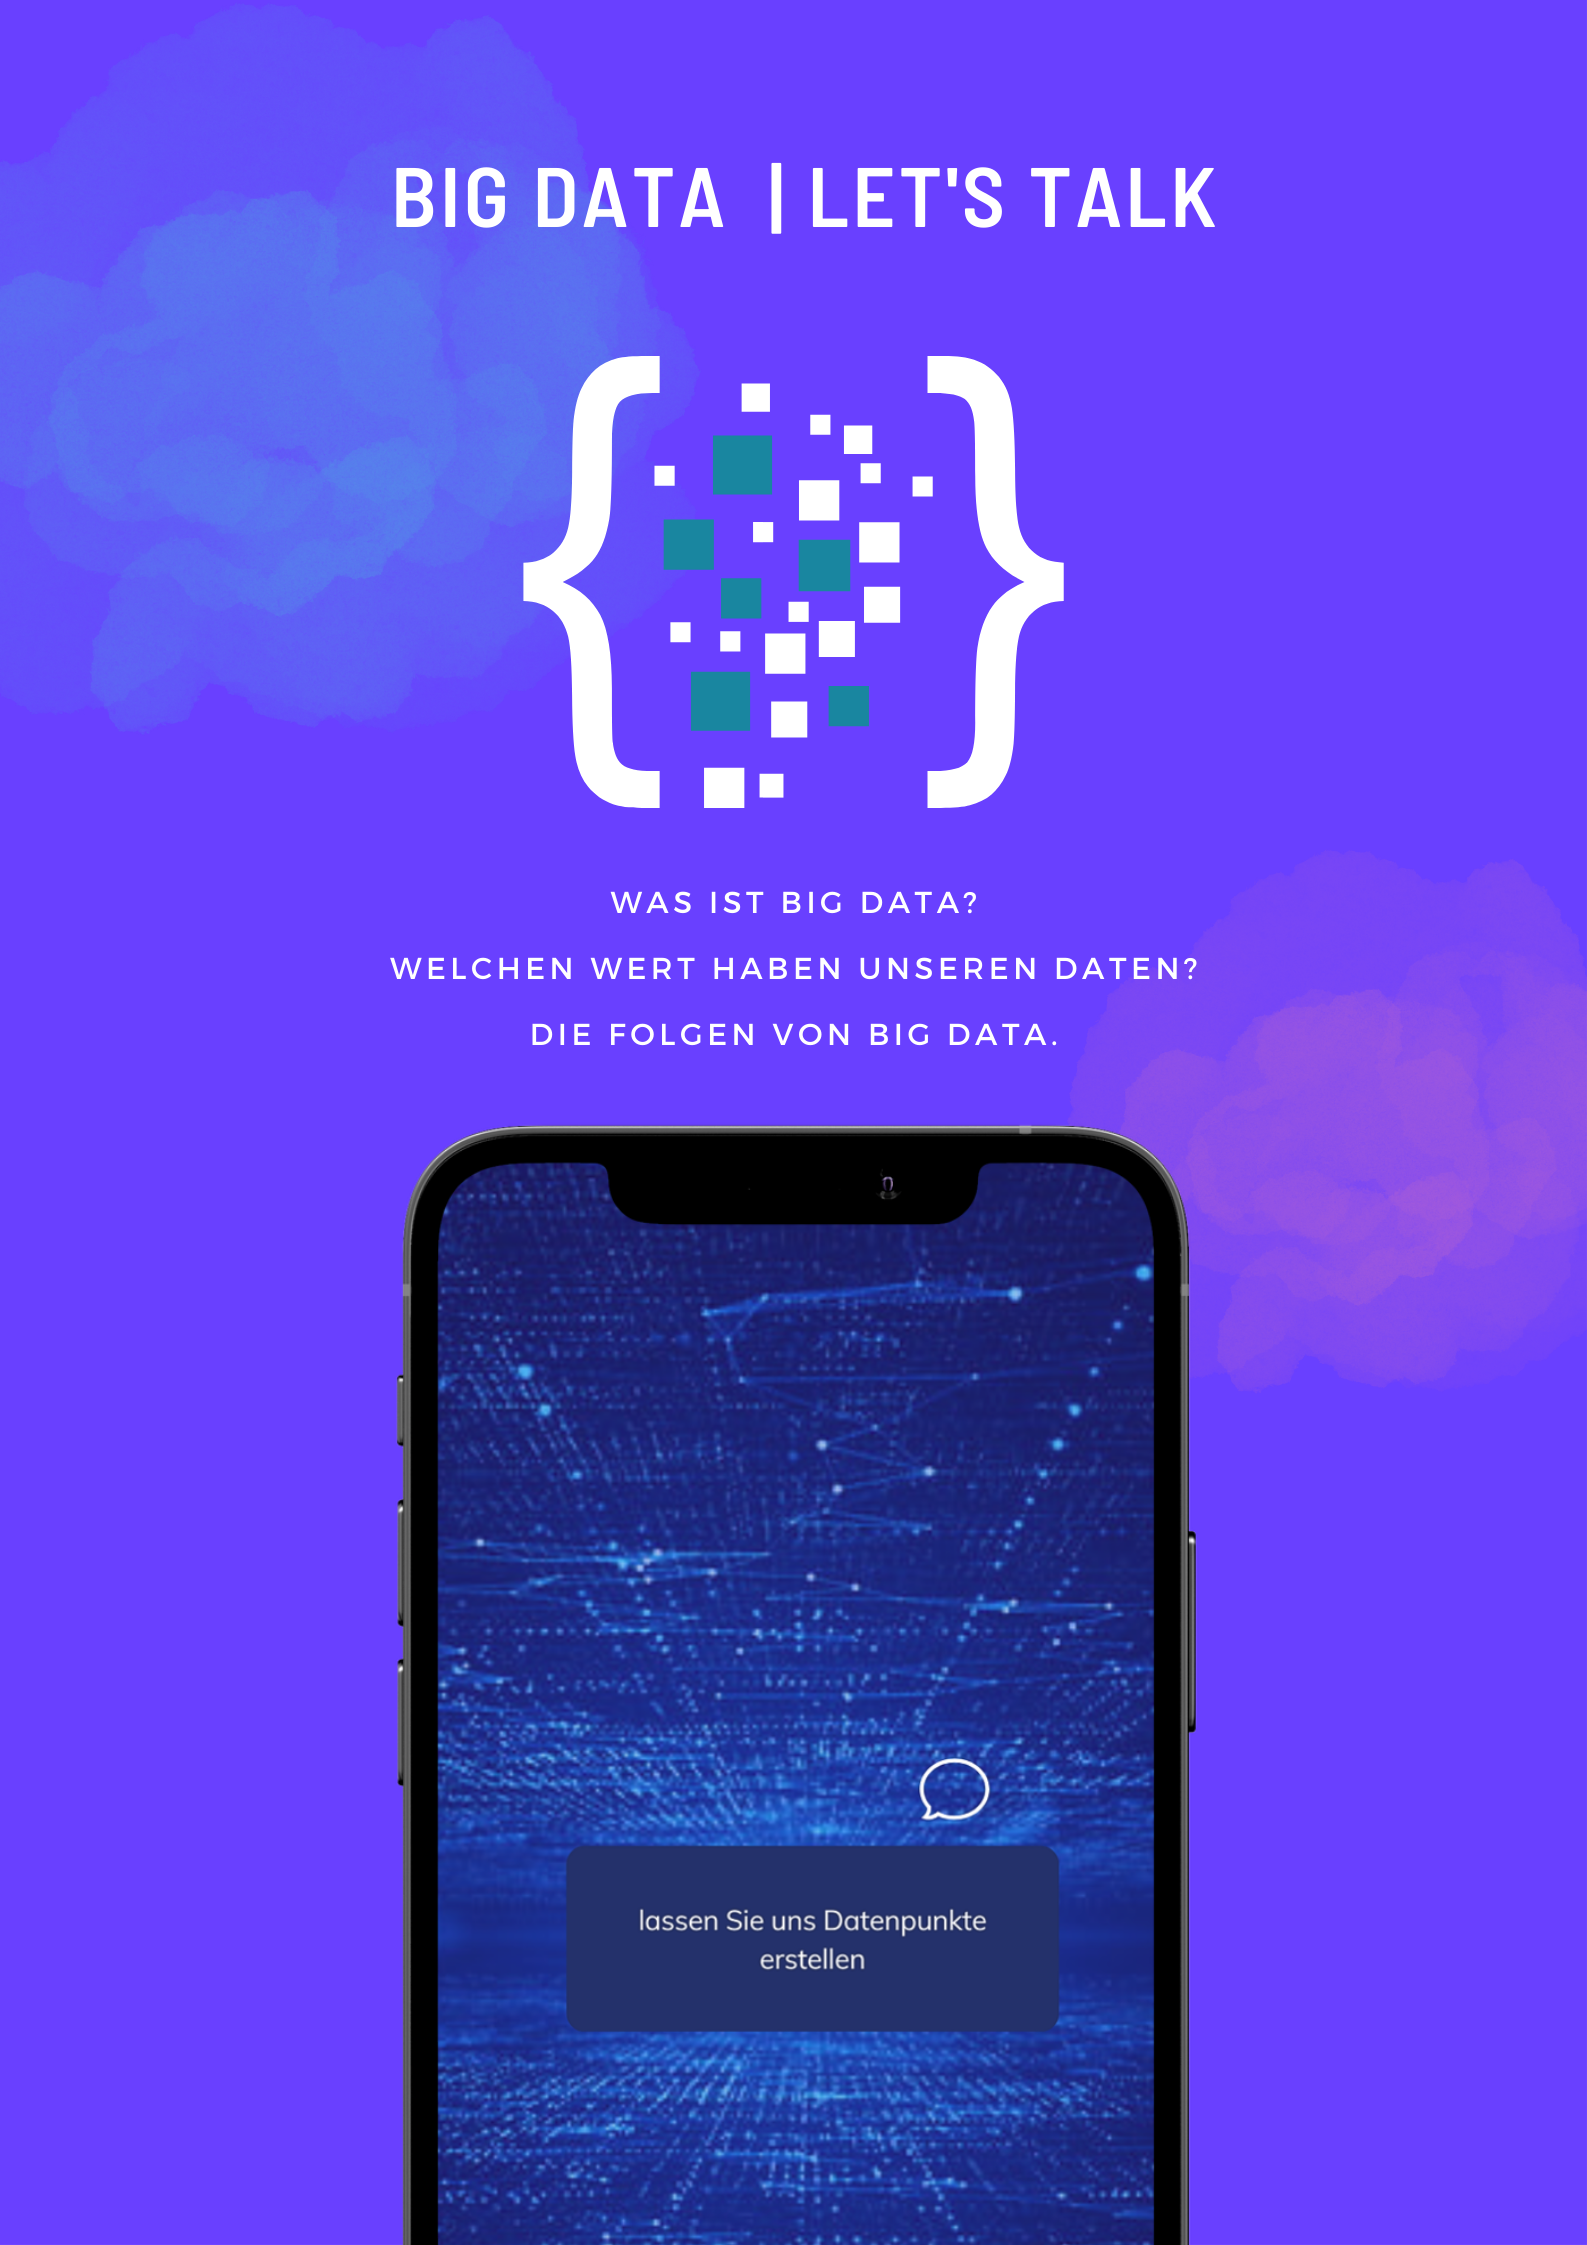 BIG DATA | LET'S TALK
WAS IST BIG DATA?
WELCHEN WERT HABEN UNSEREN DATEN?
DIE FOLGEN VON BIG DATA.
lassen Sie uns Datenpunkte
erstellen